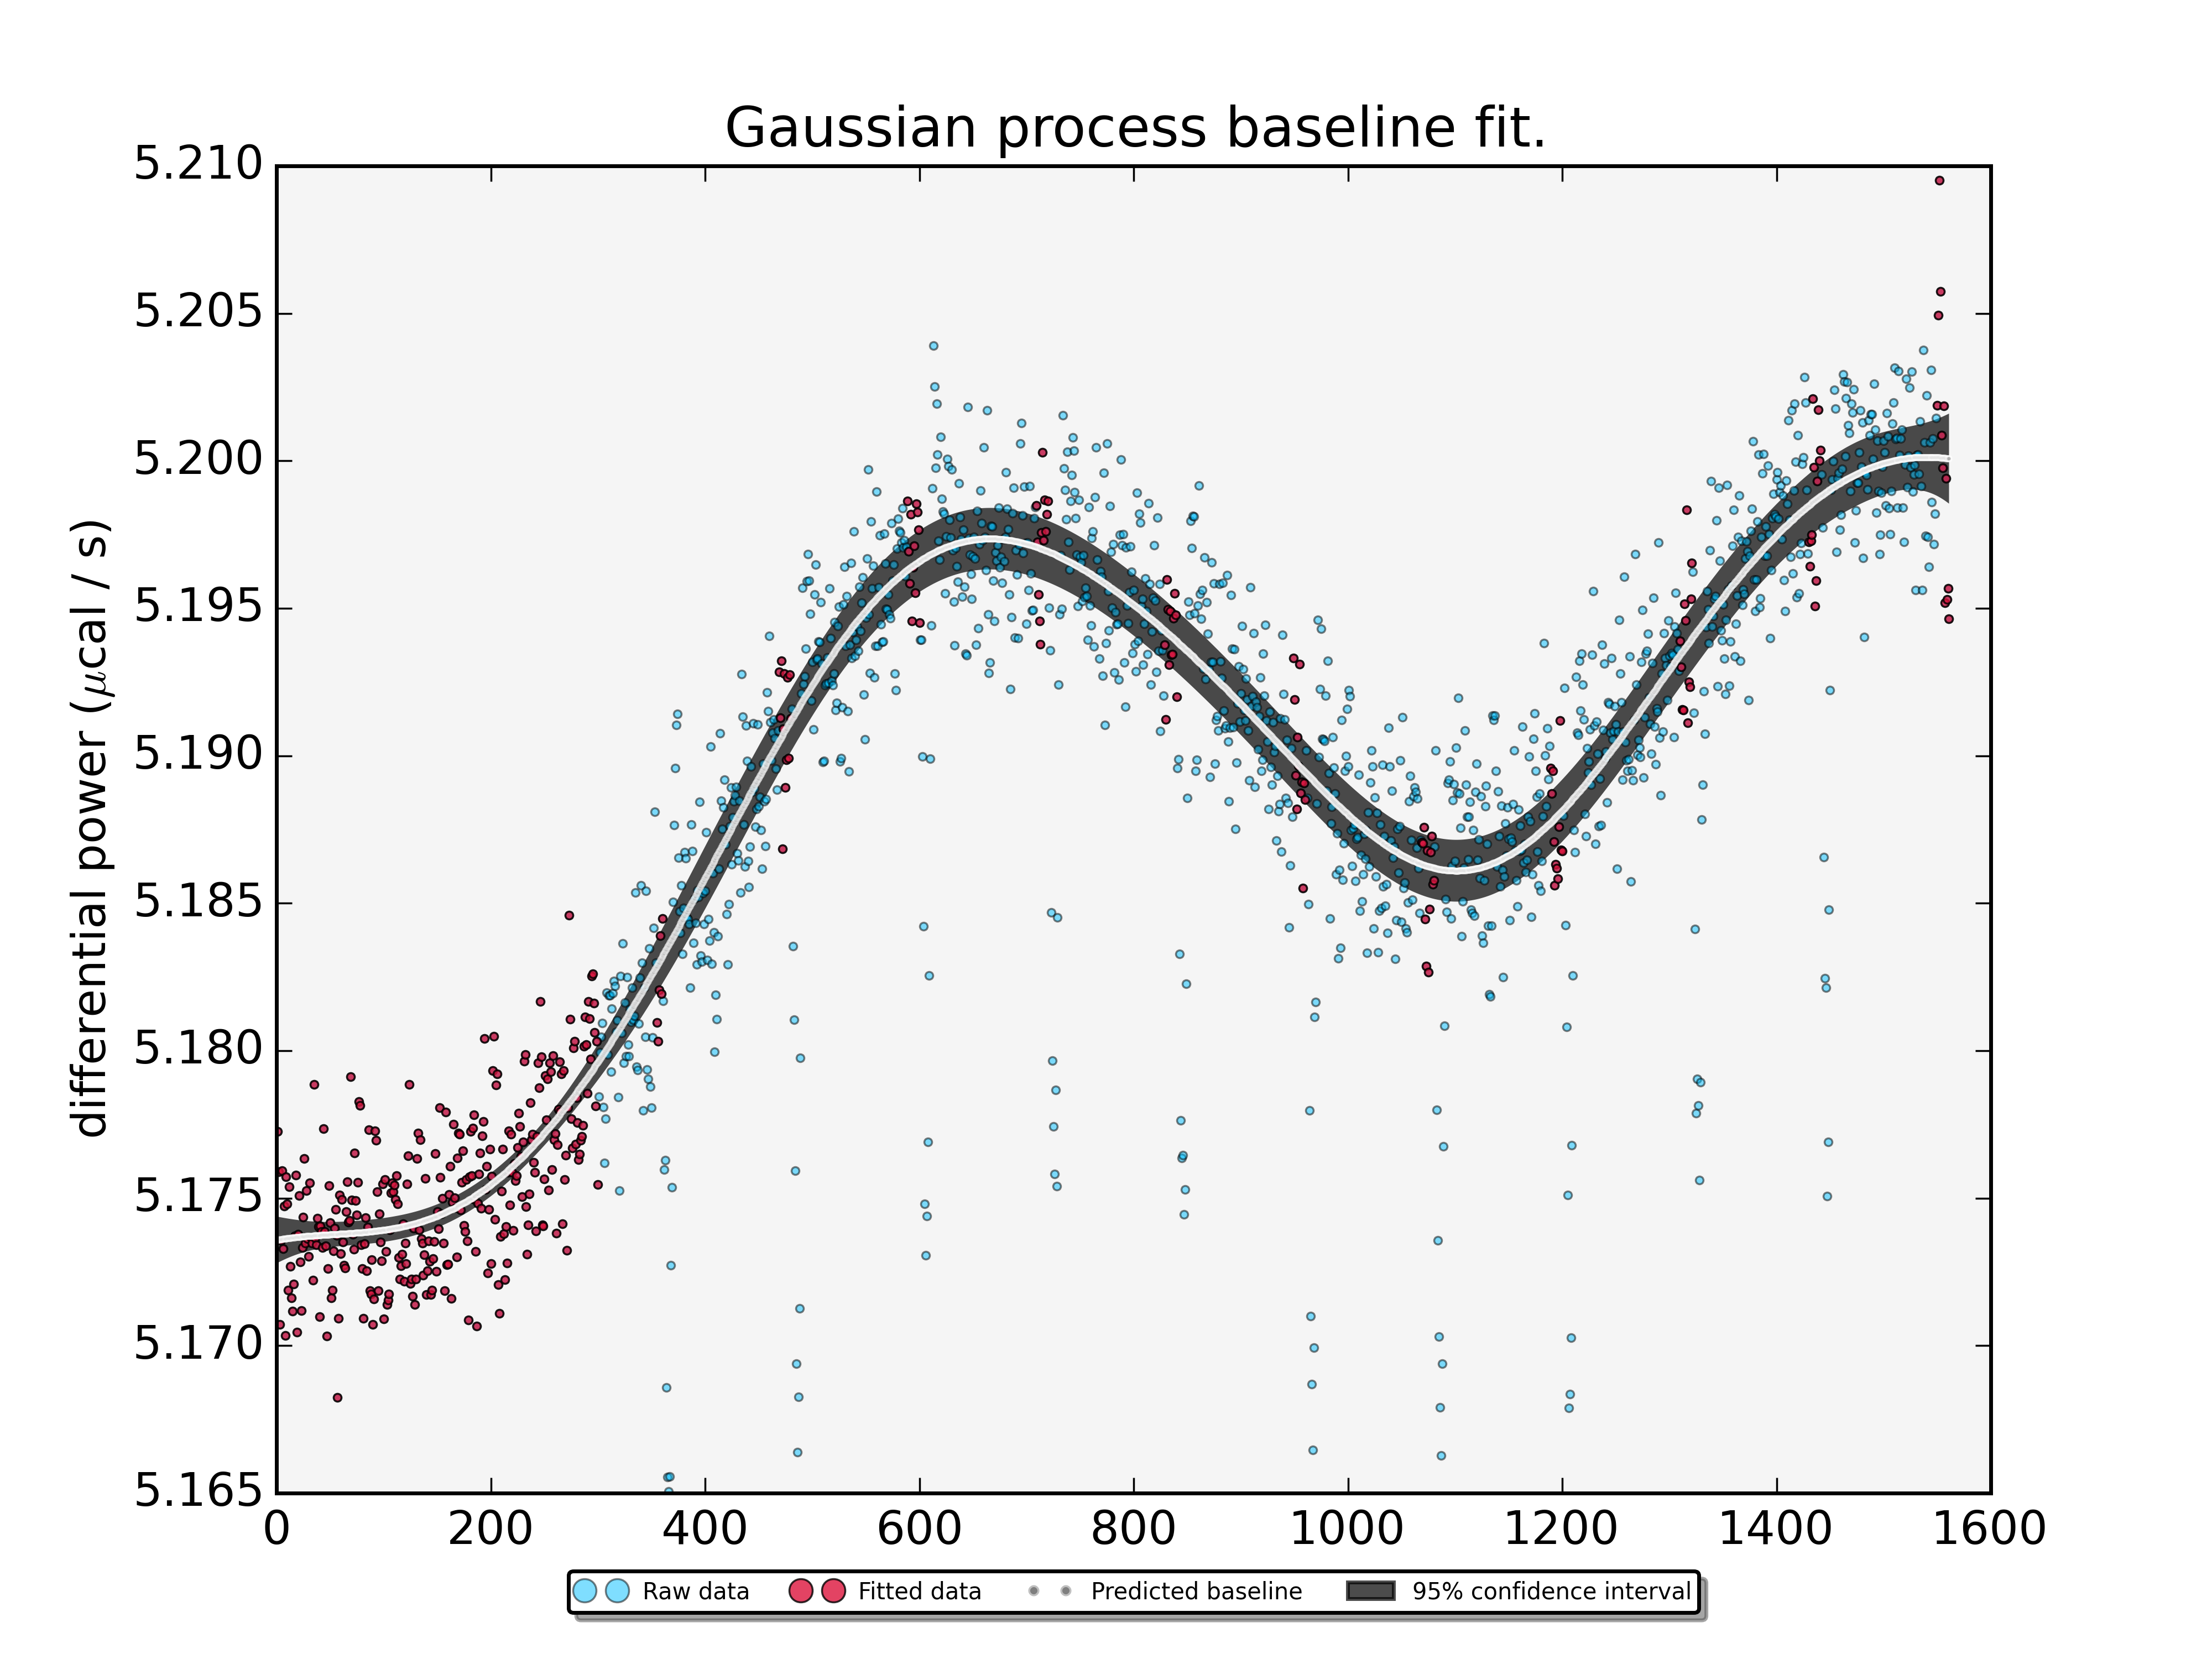 Gaussian process baseline fit.
differential power (μcal / s)
5.210
5.205
5.200
5.195
5.190
5.185
5.180
5.175
5.170
5.165
0 200 400 600 800 1000 1200 1400 1600
Raw data Fitted data Predicted baseline 95% confidence interval